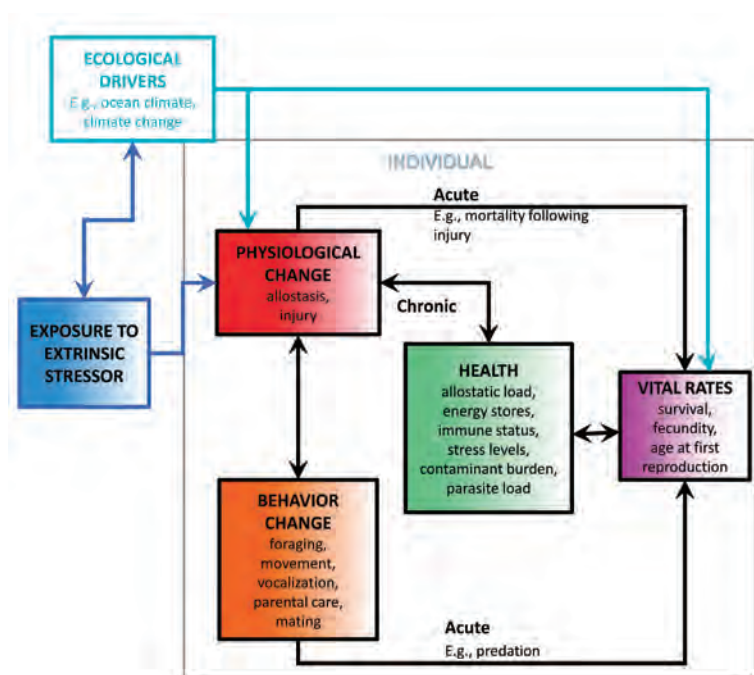 ECOLOGICAL
DRIVERS
E.g., ocean climate,
climate change
INDIVIDUAL
Acute
E.g., mortality following
injury
PHYSIOLOGICAL
CHANGE
allostasis,
injury
Chronic
EXPOSURE TO
EXTRINSIC
STRESSOR
HEALTH
allostatic load,
energy stores,
immune status,
stress levels,
contaminant burden,
parasite load
VITAL RATES
survival,
fecundity,
age at first
reproduction
BEHAVIOR
CHANGE
foraging,
movement,
vocalization,
parental care,
mating
Acute
E.g., predation